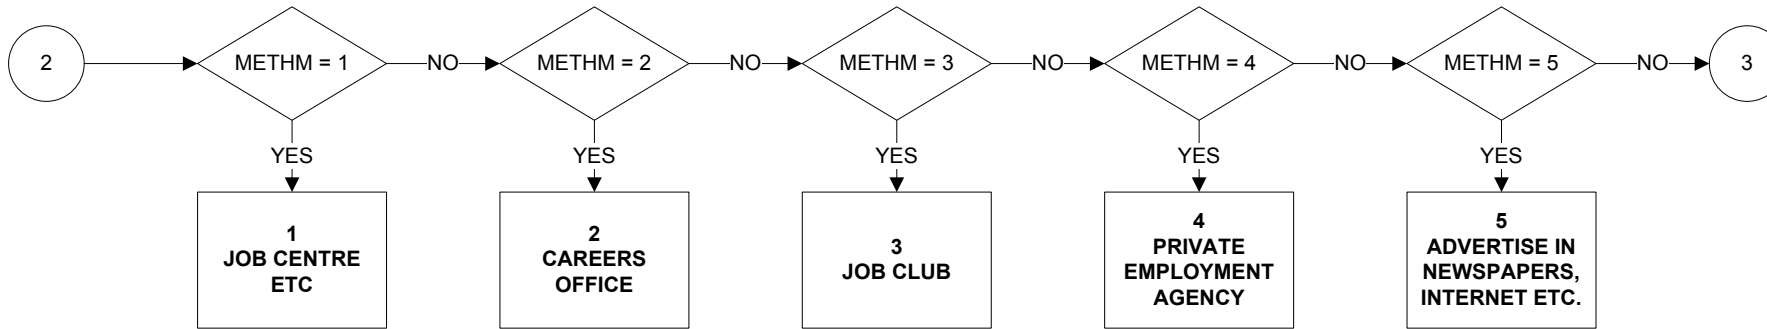 2
METHM = 1
NO
METHM = 2
NO
METHM = 3
NO
METHM = 4
NO
METHM = 5
NO
3
YES
YES
YES
YES
YES
1
JOB CENTRE
ETC
2
CAREERS
OFFICE
3
JOB CLUB
4
PRIVATE
EMPLOYMENT
AGENCY
5
ADVERTISE IN
NEWSPAPERS,
INTERNET ETC.